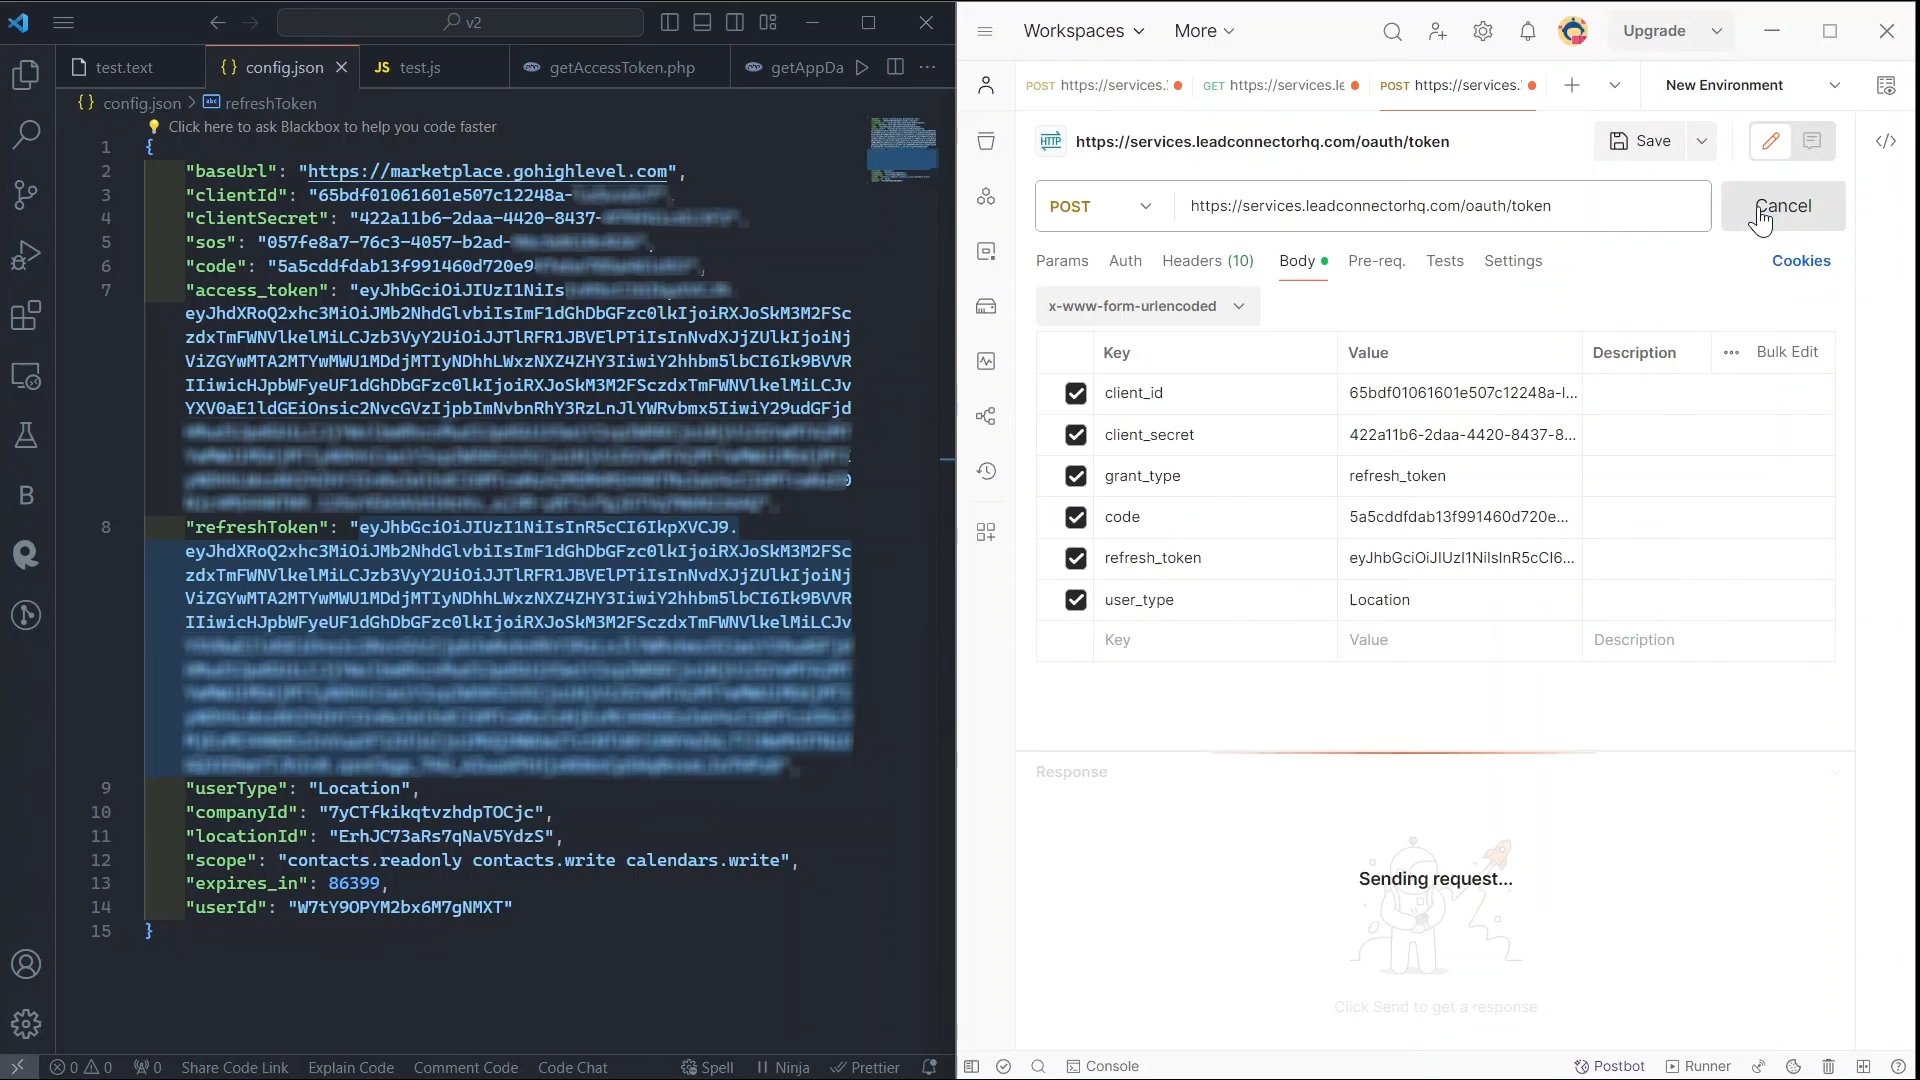 v2
test.text
config.json
JS test.js
getAccessToken.php
getAppDa
config.json > refreshToken
Click here to ask Blackbox to help you code faster
1 {
2 "baseUrl": "https://marketplace.gohighlevel.com",
3 "clientId": "65bdf01061601e507c12248a-
4 "clientSecret": "422a11b6-2daa-4420-8437-
5 "sos": "057fe8a7-76c3-4057-b2ad-
6 "code": "5a5cddfdab13f991460d720e9
7 "access_token": "eyJhbGciOiJIUzI1NiIs
eyJhdXRoQ2xhc3MiOiJMb2NhdGlvbiIsImF1dGhDbGFzc0lkIjoiRXJoSkM3M2FSc
zdxTmFWNVlkelMiLCJzb3VyY2UiOiJJTlRFR1JBVElPTiIsInNvdXJjZUlkIjoiNj
ViZGYwMTA2MTYwMWU1MDdjMTIyNDhhLWxzNXZ4ZHY3IiwiY2hhbm5lbCI6Ik9BVVR
IIiwicHJpbWFyeUF1dGhDbGFzc0lkIjoiRXJoSkM3M2FSczdxTmFWNVlkelMiLCJv
YXV0aE1ldGEiOnsic2NvcGVzIjpbImNvbnRhY3RzLnJlYWRvbmx5IiwiY29udGFjd
8 "refreshToken": "eyJhbGciOiJIUzI1NiIsInR5cCI6IkpXVCJ9.
eyJhdXRoQ2xhc3MiOiJMb2NhdGlvbiIsImF1dGhDbGFzc0lkIjoiRXJoSkM3M2FSc
zdxTmFWNVlkelMiLCJzb3VyY2UiOiJJTlRFR1JBVElPTiIsInNvdXJjZUlkIjoiNj
ViZGYwMTA2MTYwMWU1MDdjMTIyNDhhLWxzNXZ4ZHY3IiwiY2hhbm5lbCI6Ik9BVVR
IIiwicHJpbWFyeUF1dGhDbGFzc0lkIjoiRXJoSkM3M2FSczdxTmFWNVlkelMiLCJv
9 "userType": "Location",
10 "companyId": "7yCTfkikqtvzhdpTOCjc",
11 "locationId": "ErhJC73aRs7qNaV5YdzS",
12 "scope": "contacts.readonly contacts.write calendars.write",
13 "expires_in": 86399,
14 "userId": "W7tY9OPYM2bx6M7gNMXT"
15 }
0 0 0 Share Code Link Explain Code Comment Code Code Chat Spell Ninja Prettier
Workspaces More Upgrade
POST https://services.
GET https://services.le
POST https://services.
New Environment
HTTP https://services.leadconnectorhq.com/oauth/token Save
POST https://services.leadconnectorhq.com/oauth/token Cancel
Params Auth Headers (10) Body Pre-req. Tests Settings Cookies
x-www-form-urlencoded
Key Value Description ... Bulk Edit
client_id 65bdf01061601e507c12248a-l...
client_secret 422a11b6-2daa-4420-8437-8...
grant_type refresh_token
code 5a5cddfdab13f991460d720e...
refresh_token eyJhbGciOiJIUzI1NiIsInR5cCI6...
user_type Location
Key Value Description
Response
Sending request...
Click Send to get a response
Console Postbot Runner